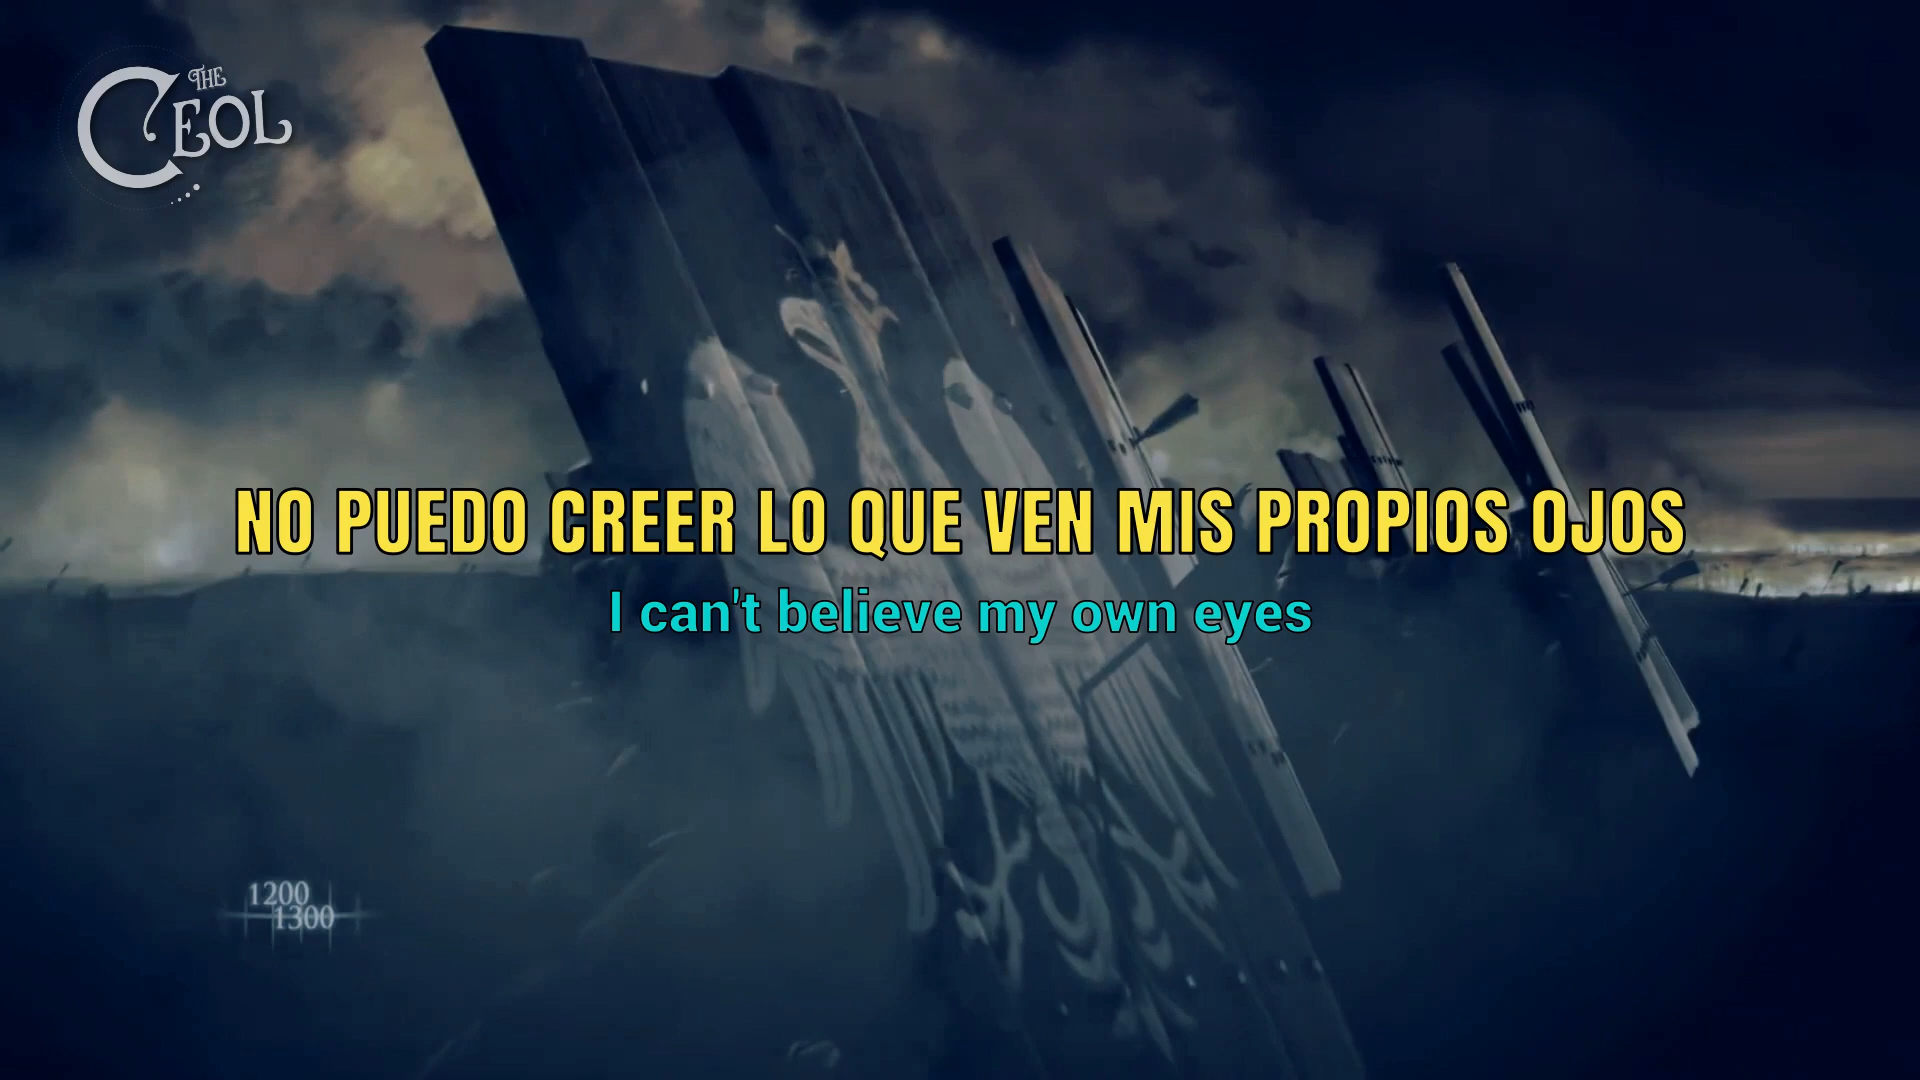 THE
CEOL
NO PUEDO CREER LO QUE VEN MIS PROPIOS OJOS
I can't believe my own eyes
1200
1300